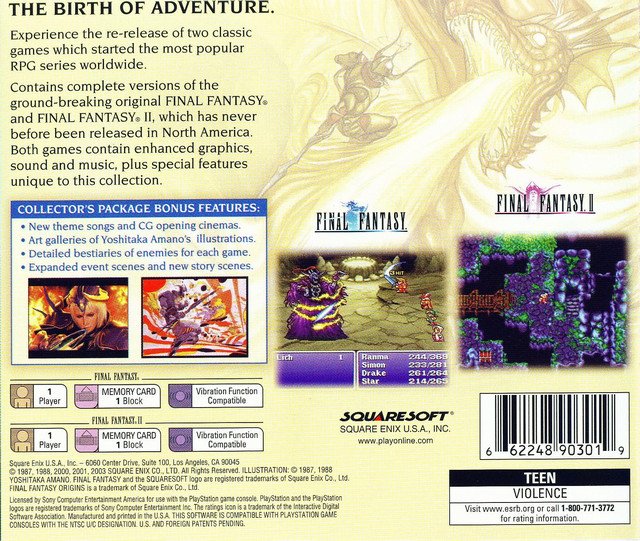 THE BIRTH OF ADVENTURE.
Experience the re-release of two classic
games which started the most popular
RPG series worldwide.
Contains complete versions of the
ground-breaking original FINAL FANTASY®
and FINAL FANTASY® II, which has never
before been released in North America.
Both games contain enhanced graphics,
sound and music, plus special features
unique to this collection.
COLLECTOR'S PACKAGE BONUS FEATURES:
• New theme songs and CG opening cinemas.
• Art galleries of Yoshitaka Amano's illustrations.
• Detailed bestiaries of enemies for each game.
• Expanded event scenes and new story scenes.
FINAL FANTASY
FINAL FANTASY II
3HIT
Lich 1
Ranma 244/369
Simon 233/281
Drake 261/264
Star 214/265
FINAL FANTASY
1
Player
MEMORY CARD
1 Block
Vibration Function
Compatible
FINAL FANTASY II
1
Player
MEMORY CARD
1 Block
Vibration Function
Compatible
SQUARESOFT®
SQUARE ENIX U.S.A., INC.
www.playonline.com
6 62248 90301 9
TEEN
VIOLENCE
Visit www.esrb.org or call 1-800-771-3772
for rating information.
Square Enix U.S.A., Inc. – 6060 Center Drive, Suite 100, Los Angeles, CA 90045
© 1987, 1988, 2000, 2001, 2003 SQUARE ENIX CO., LTD. All Rights Reserved. ILLUSTRATION: © 1987, 1988
YOSHITAKA AMANO. FINAL FANTASY and the SQUARESOFT logo are registered trademarks of Square Enix Co., Ltd.
FINAL FANTASY ORIGINS is a trademark of Square Enix Co., Ltd.
Licensed by Sony Computer Entertainment America for use with the PlayStation game console. PlayStation and the PlayStation
logos are registered trademarks of Sony Computer Entertainment Inc. The ratings icon is a trademark of the Interactive Digital
Software Association. Manufactured and printed in the U.S.A. THIS SOFTWARE IS COMPATIBLE WITH PLAYSTATION GAME
CONSOLES WITH THE NTSC U/C DESIGNATION. U.S. AND FOREIGN PATENTS PENDING.